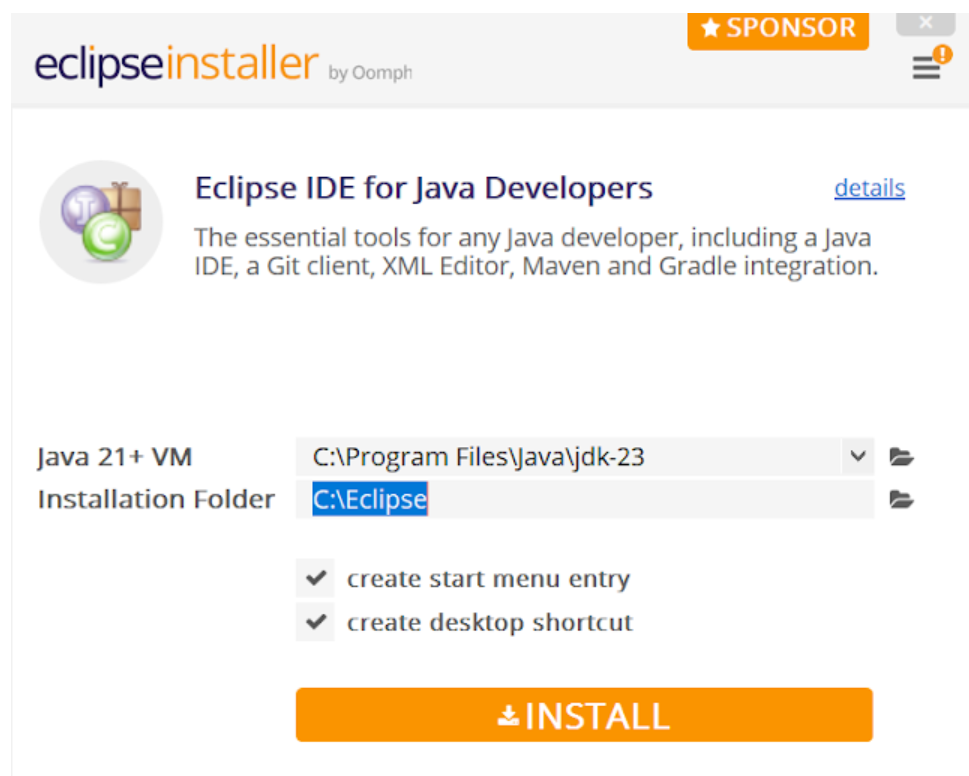 ★ SPONSOR
eclipseinstaller by Oomph
Eclipse IDE for Java Developers
details
The essential tools for any Java developer, including a Java
IDE, a Git client, XML Editor, Maven and Gradle integration.
Java 21+ VM
C:\Program Files\Java\jdk-23
Installation Folder
C:\Eclipse
create start menu entry
create desktop shortcut
INSTALL